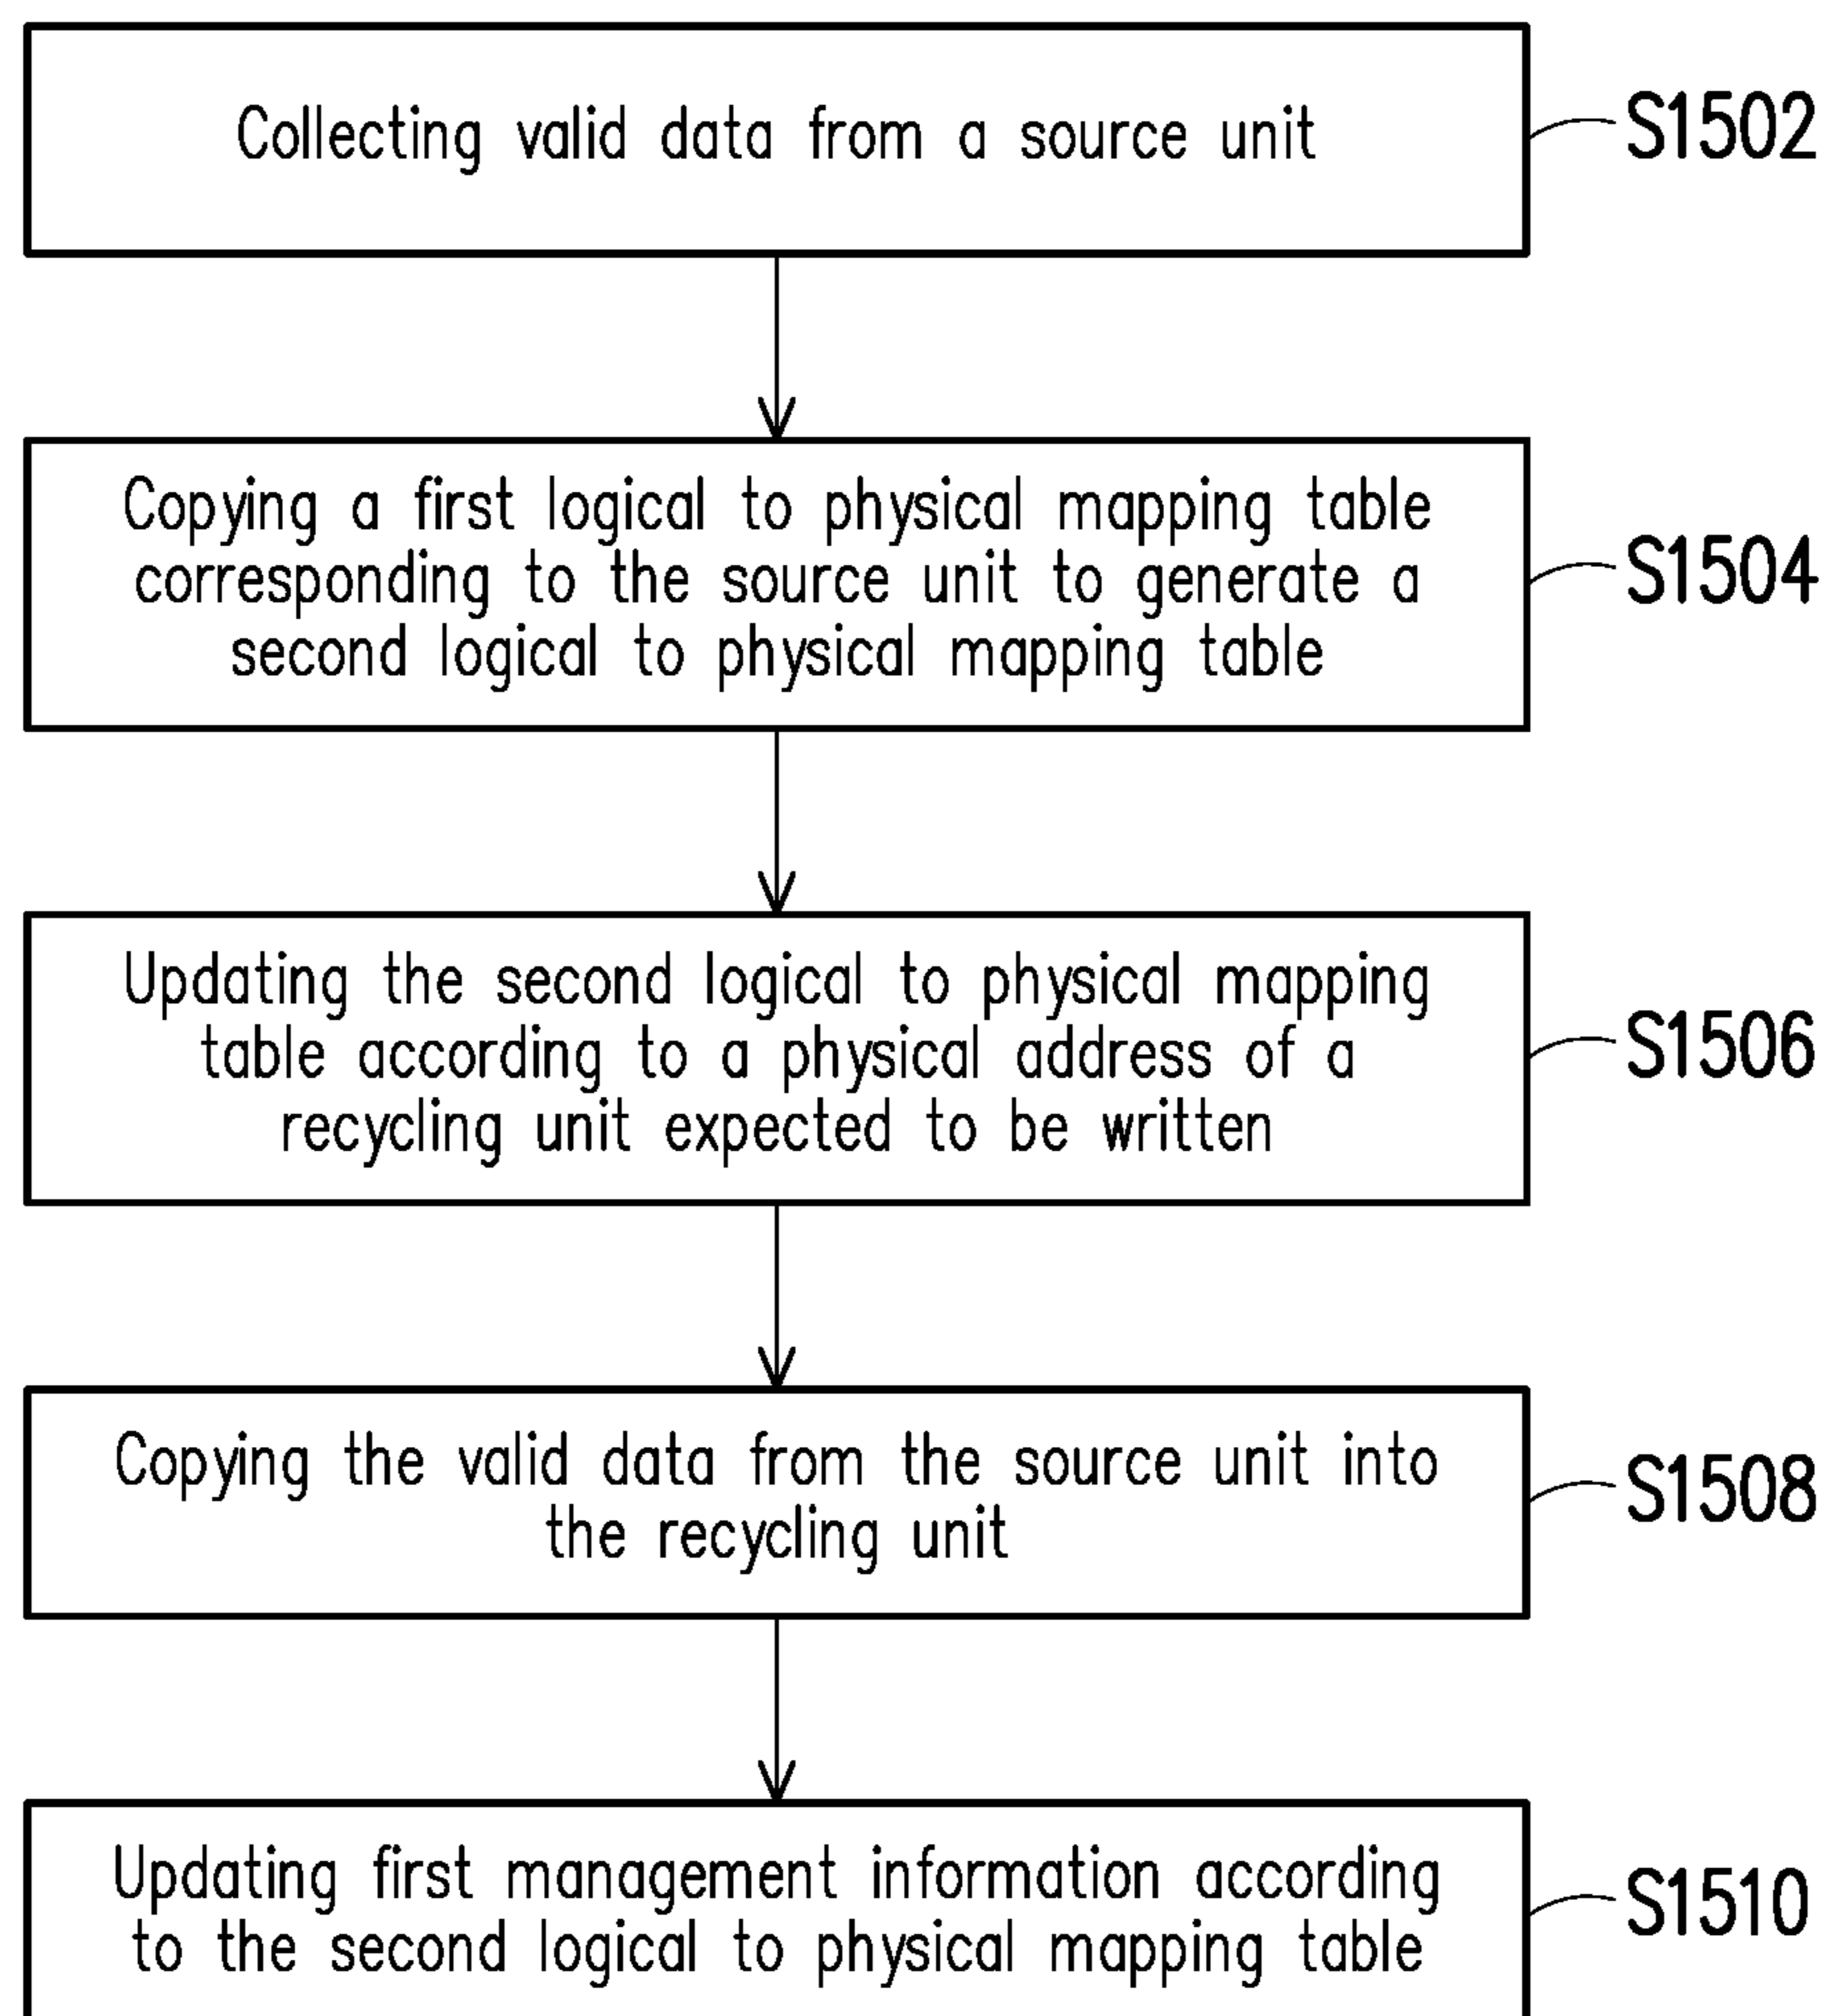 Collecting valid data from a source unit
S1502
Copying a first logical to physical mapping table
corresponding to the source unit to generate a
second logical to physical mapping table
S1504
Updating the second logical to physical mapping
table according to a physical address of a
recycling unit expected to be written
S1506
Copying the valid data from the source unit into
the recycling unit
S1508
Updating first management information according
to the second logical to physical mapping table
S1510